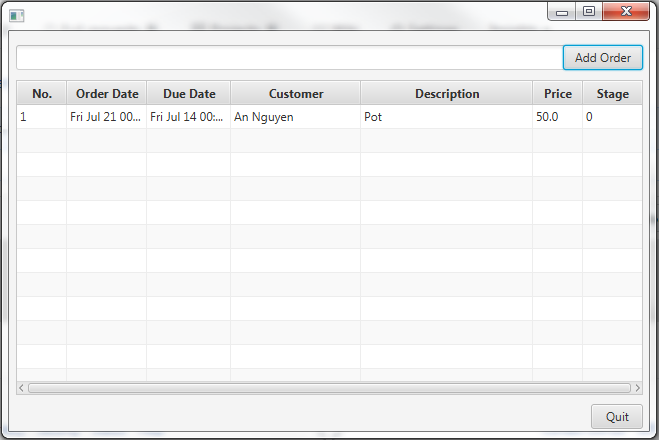 Add Order
No. Order Date Due Date Customer Description Price Stage
1 Fri Jul 21 00... Fri Jul 14 00:... An Nguyen Pot 50.0 0
Quit